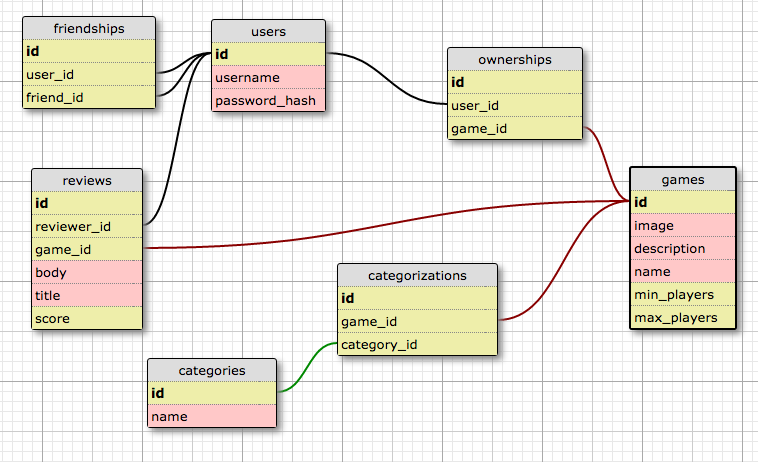 friendships
id
user_id
friend_id
users
id
username
password_hash
ownerships
id
user_id
game_id
reviews
id
reviewer_id
game_id
body
title
score
games
id
image
description
name
min_players
max_players
categorizations
id
game_id
category_id
categories
id
name